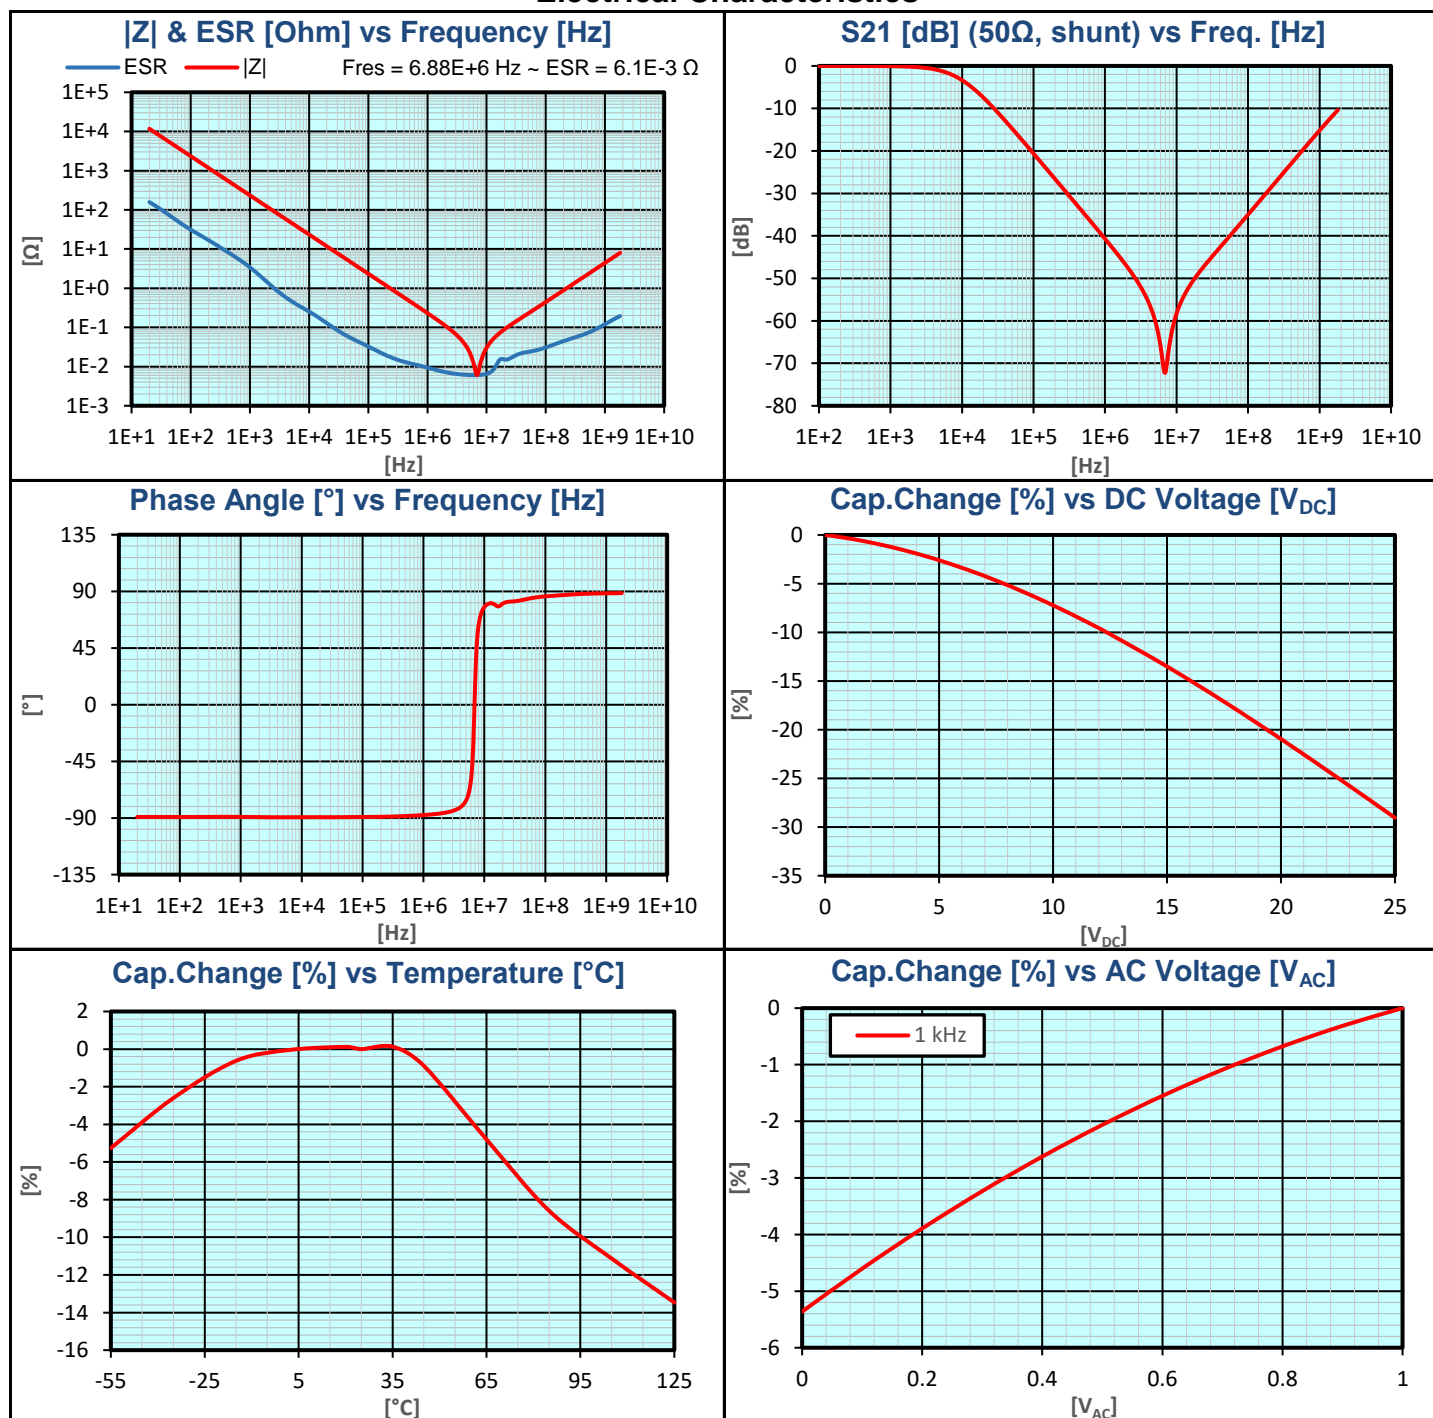 Electrical Characteristics
|Z| & ESR [Ohm] vs Frequency [Hz]
ESR |Z| Fres = 6.88E+6 Hz ~ ESR = 6.1E-3 Ω
1E+5
1E+4
1E+3
1E+2
1E+1
1E+0
1E-1
1E-2
1E-3
[Ω]
1E+1 1E+2 1E+3 1E+4 1E+5 1E+6 1E+7 1E+8 1E+9 1E+10
[Hz]
S21 [dB] (50Ω, shunt) vs Freq. [Hz]
0
-10
-20
-30
-40
-50
-60
-70
-80
[dB]
1E+2 1E+3 1E+4 1E+5 1E+6 1E+7 1E+8 1E+9 1E+10
[Hz]
Phase Angle [°] vs Frequency [Hz]
135
90
45
0
-45
-90
-135
[°]
1E+1 1E+2 1E+3 1E+4 1E+5 1E+6 1E+7 1E+8 1E+9 1E+10
[Hz]
Cap.Change [%] vs DC Voltage [VDC]
0
-5
-10
-15
-20
-25
-30
-35
[%]
0 5 10 15 20 25
[VDC]
Cap.Change [%] vs Temperature [°C]
2
0
-2
-4
-6
-8
-10
-12
-14
-16
[%]
-55 -25 5 35 65 95 125
[°C]
Cap.Change [%] vs AC Voltage [VAC]
1 kHz
0
-1
-2
-3
-4
-5
-6
[%]
0 0.2 0.4 0.6 0.8 1
[VAC]